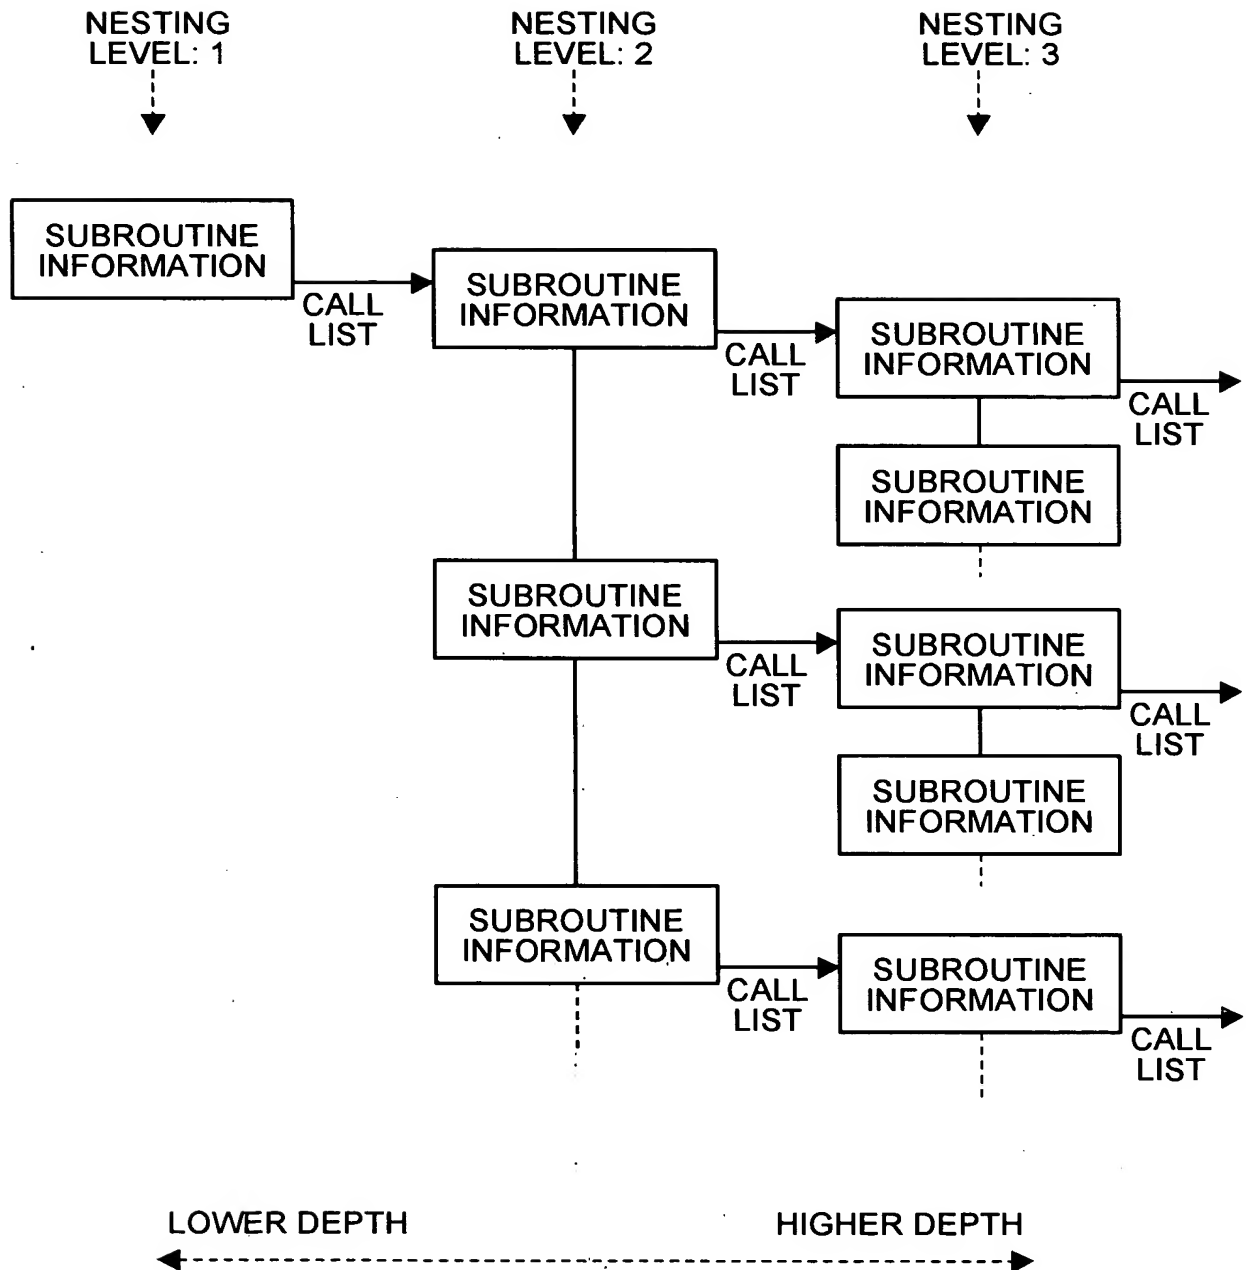 NESTING
LEVEL: 1
NESTING
LEVEL: 2
NESTING
LEVEL: 3
SUBROUTINE
INFORMATION
CALL
LIST
SUBROUTINE
INFORMATION
CALL
LIST
SUBROUTINE
INFORMATION
CALL
LIST
SUBROUTINE
INFORMATION
SUBROUTINE
INFORMATION
CALL
LIST
SUBROUTINE
INFORMATION
CALL
LIST
SUBROUTINE
INFORMATION
SUBROUTINE
INFORMATION
CALL
LIST
SUBROUTINE
INFORMATION
CALL
LIST
LOWER DEPTH
HIGHER DEPTH